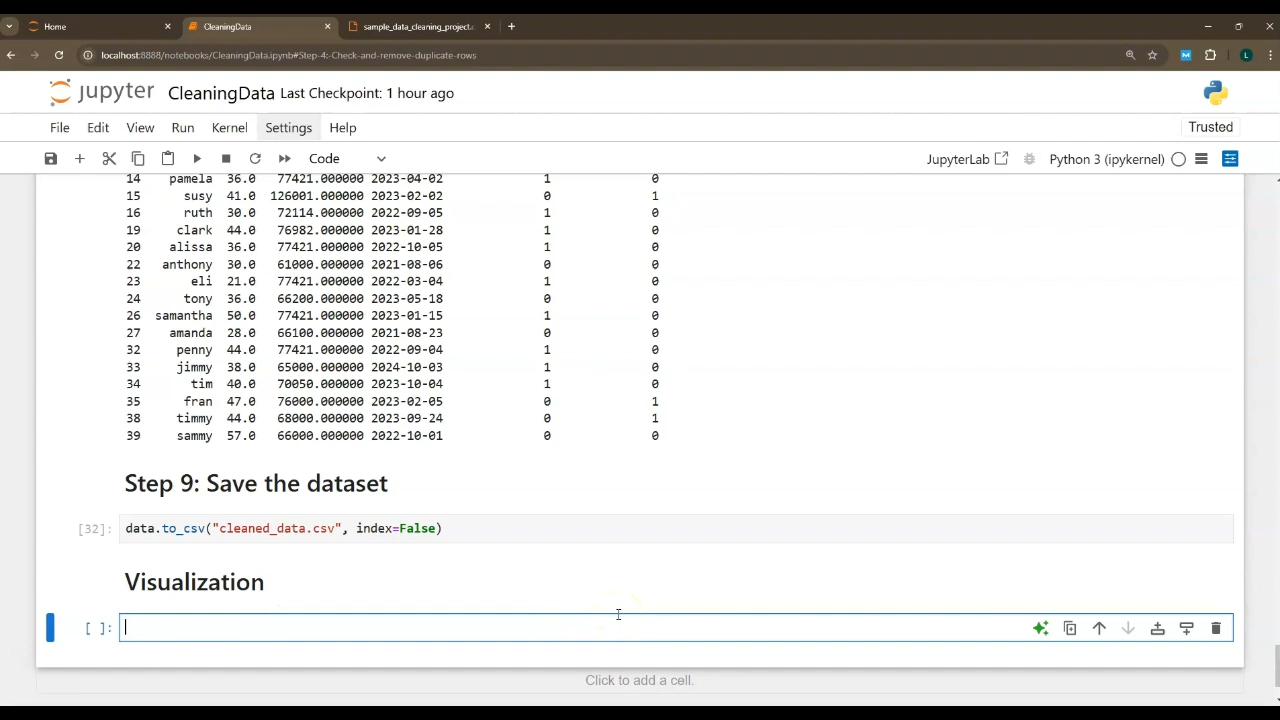 Home
CleaningData
sample_data_cleaning_project.
localhost:8888/notebooks/CleaningData.ipynb#Step-4:-Check-and-remove-duplicate-rows
L
jupyter CleaningData Last Checkpoint: 1 hour ago
File Edit View Run Kernel Settings Help
Trusted
Code
JupyterLab Python 3 (ipykernel)
14 pamela 36.0 77421.000000 2023-04-02 1 0
15 susy 41.0 126001.000000 2023-02-02 0 1
16 ruth 30.0 72114.000000 2022-09-05 1 0
19 clark 44.0 76982.000000 2023-01-28 1 0
20 alissa 36.0 77421.000000 2022-10-05 1 0
22 anthony 30.0 61000.000000 2021-08-06 0 0
23 eli 21.0 77421.000000 2022-03-04 1 0
24 tony 36.0 66200.000000 2023-05-18 0 0
26 samantha 50.0 77421.000000 2023-01-15 1 0
27 amanda 28.0 66100.000000 2021-08-23 0 0
32 penny 44.0 77421.000000 2022-09-04 1 0
33 jimmy 38.0 65000.000000 2024-10-03 1 0
34 tim 40.0 70050.000000 2023-10-04 1 0
35 fran 47.0 76000.000000 2023-02-05 0 1
38 timmy 44.0 68000.000000 2023-09-24 0 1
39 sammy 57.0 66000.000000 2022-10-01 0 0
Step 9: Save the dataset
[32]: data.to_csv("cleaned_data.csv", index=False)
Visualization
[ ]:
Click to add a cell.